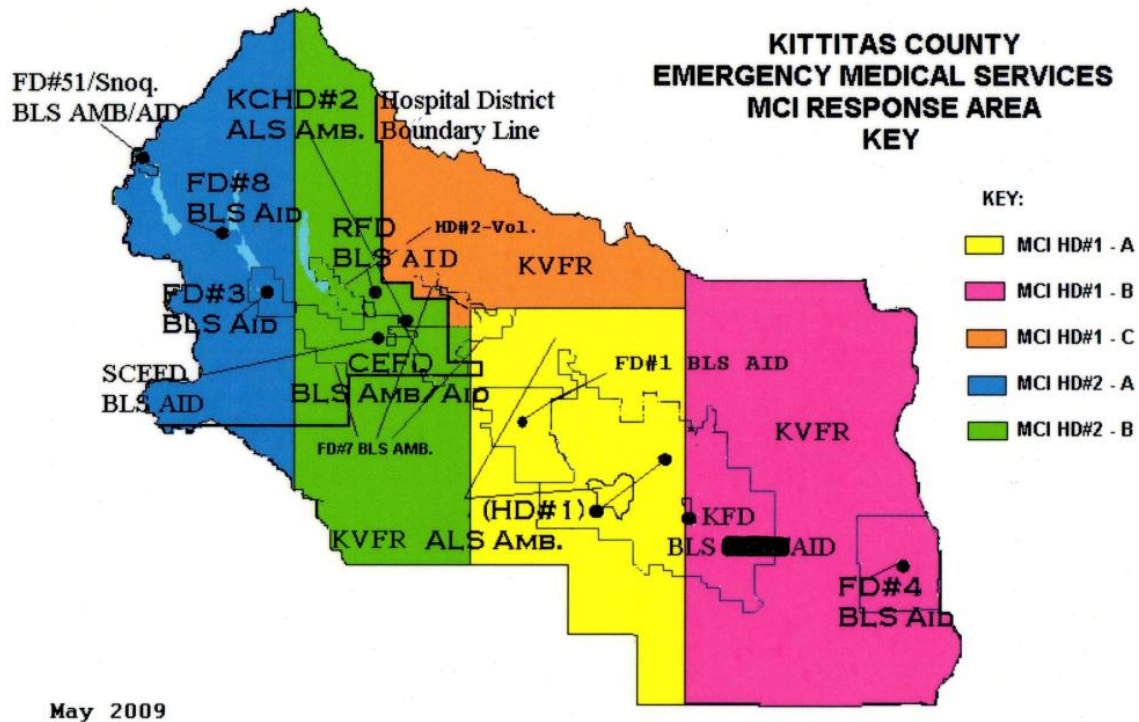 KITTITAS COUNTY
EMERGENCY MEDICAL SERVICES
MCI RESPONSE AREA
KEY
FD#51/Snoq.
BLS AMB/AID
KCHD#2
ALS AMB.
Hospital District
Boundary Line
FD#8
BLS AID
RFD
BLS AID
HD#2-Vol.
KVFR
FD#3
BLS AID
SCEFD
BLS AID
CEFD
BLS AMB/AID
FD#7 BLS AMB.
FD#1 BLS AID
KVFR
(HD#1)
ALS AMB.
KVFR
KFD
BLS AID
FD#4
BLS AID
KEY:
MCI HD#1 - A
MCI HD#1 - B
MCI HD#1 - C
MCI HD#2 - A
MCI HD#2 - B
May 2009